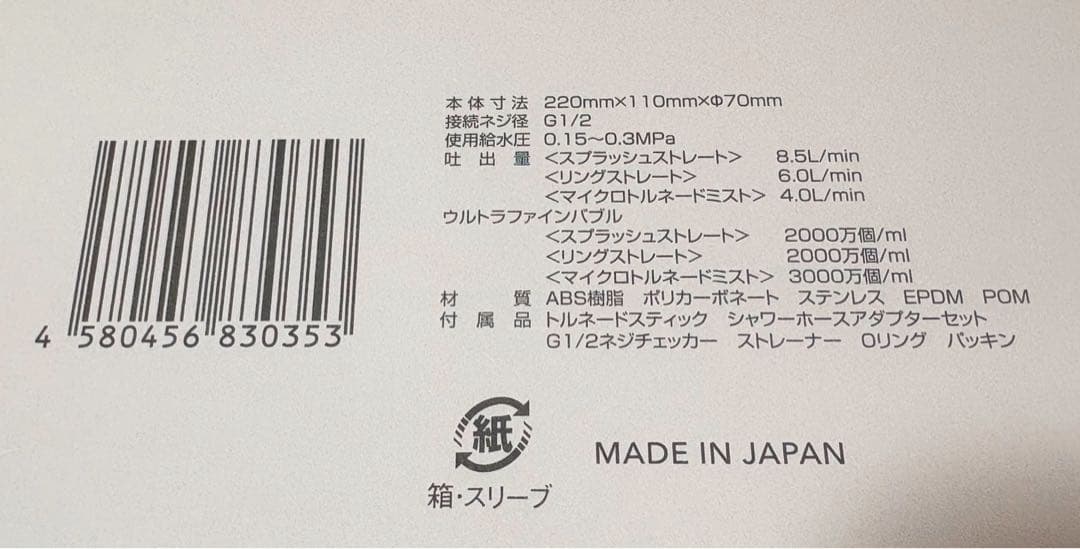 本体寸法 220mm×110mm×Φ70mm
接続ネジ径 G1/2
使用給水圧 0.15～0.3MPa
吐出量 <スプラッシュストレート> 8.5L/min
<リングストレート> 6.0L/min
<マイクロトルネードミスト> 4.0L/min
ウルトラファインバブル
<スプラッシュストレート> 2000万個/ml
<リングストレート> 2000万個/ml
<マイクロトルネードミスト> 3000万個/ml
材質 ABS樹脂 ポリカーボネート ステンレス EPDM POM
付属品 トルネードスティック シャワーホースアダプターセット
G1/2ネジチェッカー ストレーナー Oリング パッキン
4 580456 830353
紙
箱・スリーブ
MADE IN JAPAN